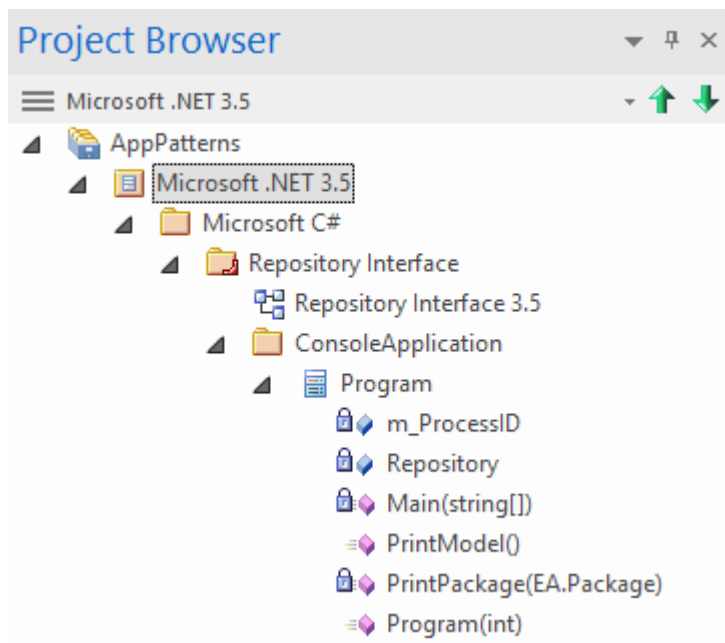 Project Browser
Microsoft .NET 3.5
AppPatterns
Microsoft .NET 3.5
Microsoft C#
Repository Interface
Repository Interface 3.5
ConsoleApplication
Program
m_ProcessID
Repository
Main(string[])
PrintModel()
PrintPackage(EA.Package)
Program(int)